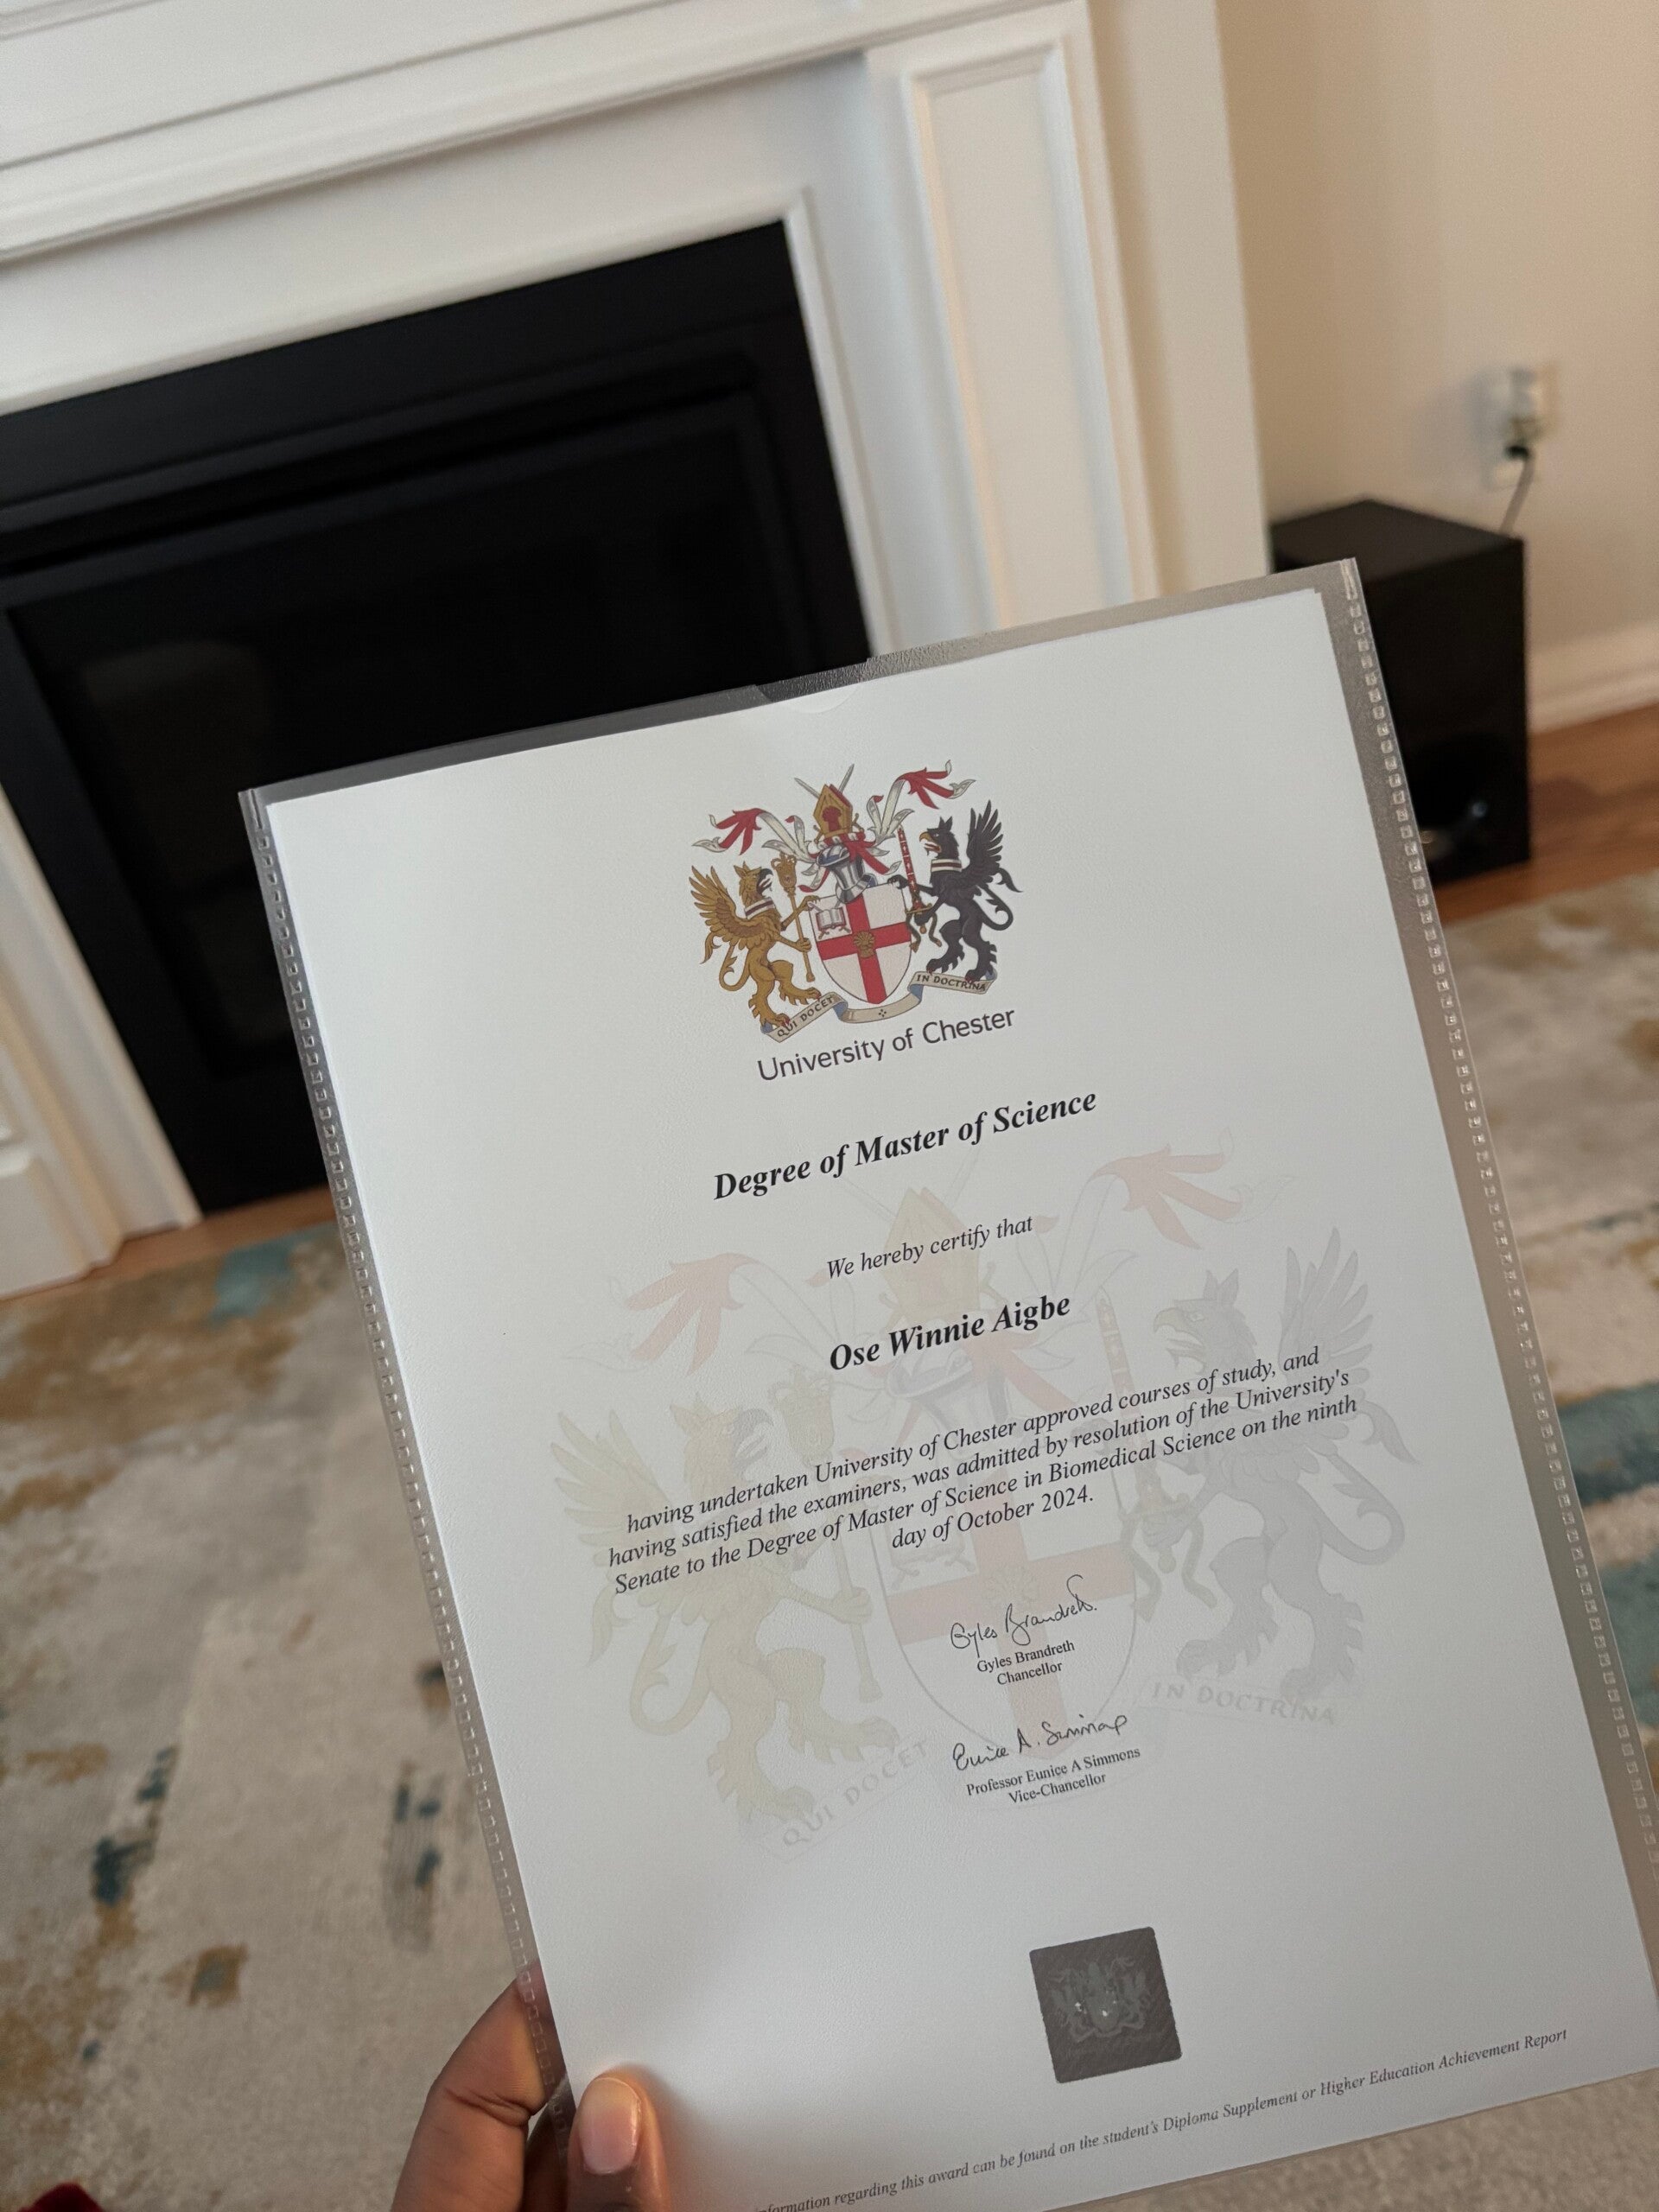 QUI DOCET IN DOCTRINA
University of Chester
Degree of Master of Science
We hereby certify that
Ose Winnie Aigbe
having undertaken University of Chester approved courses of study, and
having satisfied the examiners, was admitted by resolution of the University's
Senate to the Degree of Master of Science in Biomedical Science on the ninth
day of October 2024.
Gyles Brandreth
Gyles Brandreth
Chancellor
Eunice A. Simmons
Professor Eunice A Simmons
Vice-Chancellor
QUI DOCET IN DOCTRINA
information regarding this award can be found on the student's Diploma Supplement or Higher Education Achievement Report